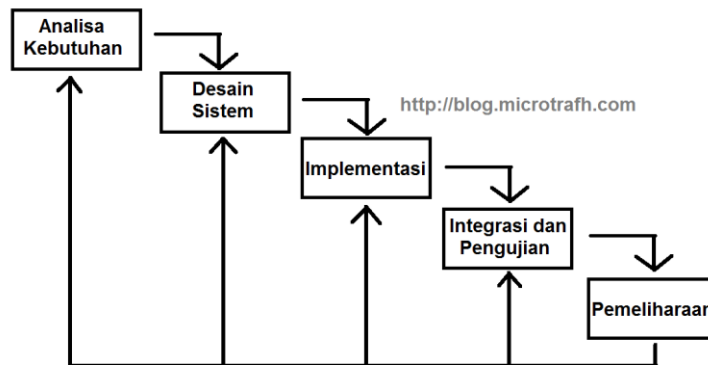 Analisa
Kebutuhan
Desain
Sistem
http://blog.microtrafh.com
Implementasi
Integrasi dan
Pengujian
Pemeliharaan